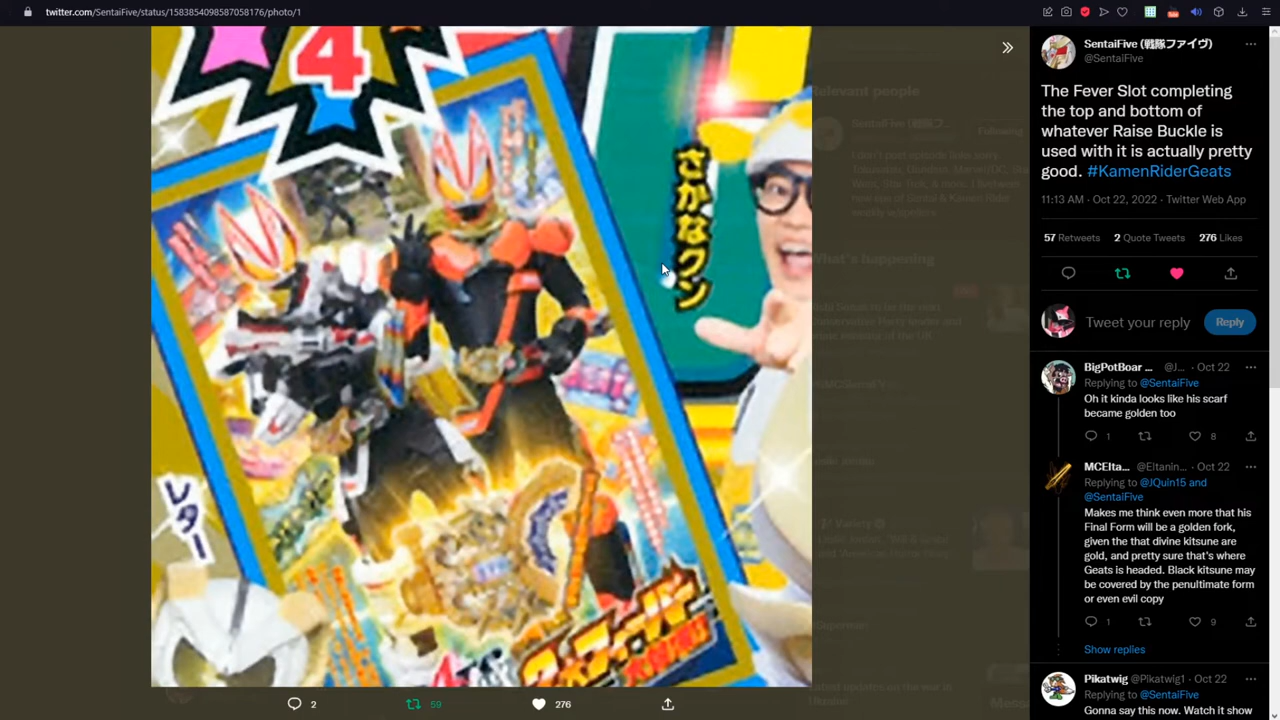 twitter.com/SentaiFive/status/1583854098587058176/photo/1
4
さかなクン
レター
Relevant people
What's happening
SentaiFive (戦隊ファイヴ)
@SentaiFive
The Fever Slot completing
the top and bottom of
whatever Raise Buckle is
used with it is actually pretty
good. #KamenRiderGeats
11:13 AM · Oct 22, 2022 · Twitter Web App
57 Retweets 2 Quote Tweets 276 Likes
Tweet your reply
Reply
BigPotBoar ... @J... · Oct 22
Replying to @SentaiFive
Oh it kinda looks like his scarf
became golden too
1 8
MCElta... @Eltanin... · Oct 22
Replying to @JQuin15 and
@SentaiFive
Makes me think even more that his
Final Form will be a golden fork,
given the that divine kitsune are
gold, and pretty sure that's where
Geats is headed. Black kitsune may
be covered by the penultimate form
or even evil copy
1 9
Show replies
Pikatwig @Pikatwig1 · Oct 22
Replying to @SentaiFive
Gonna say this now. Watch it show
2 59 276